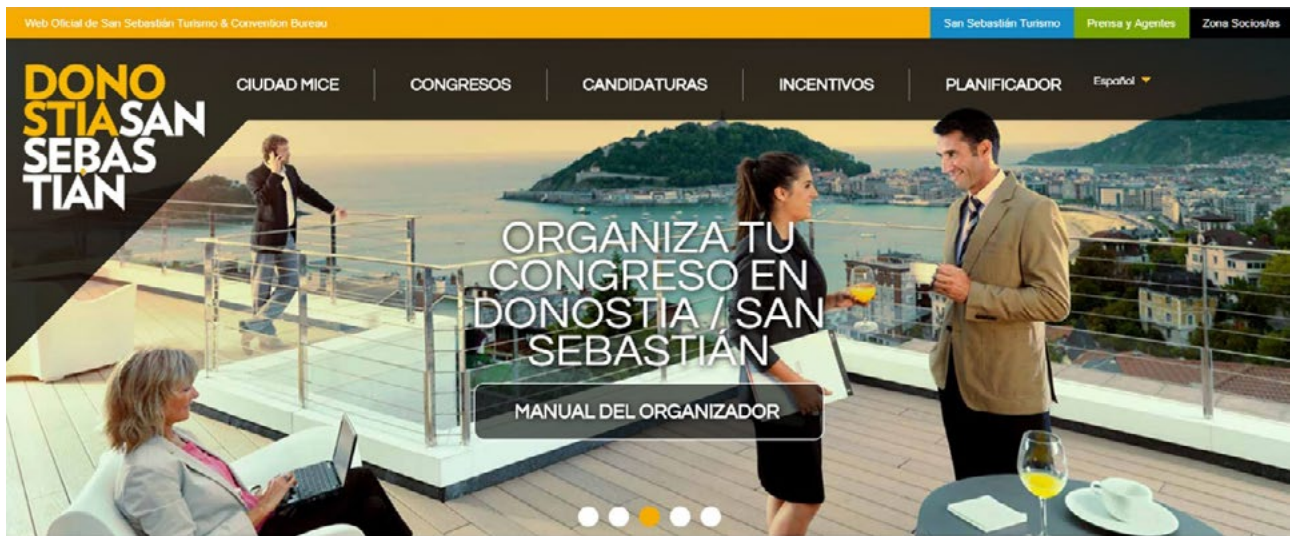 Web Oficial de San Sebastián Turismo & Convention Bureau
San Sebastián Turismo
Prensa y Agentes
Zona Socios/as
DONO
STIASAN
SEBAS
TIÁN
CIUDAD MICE
CONGRESOS
CANDIDATURAS
INCENTIVOS
PLANIFICADOR
Español
ORGANIZA TU
CONGRESO EN
DONOSTIA / SAN
SEBASTIÁN
MANUAL DEL ORGANIZADOR